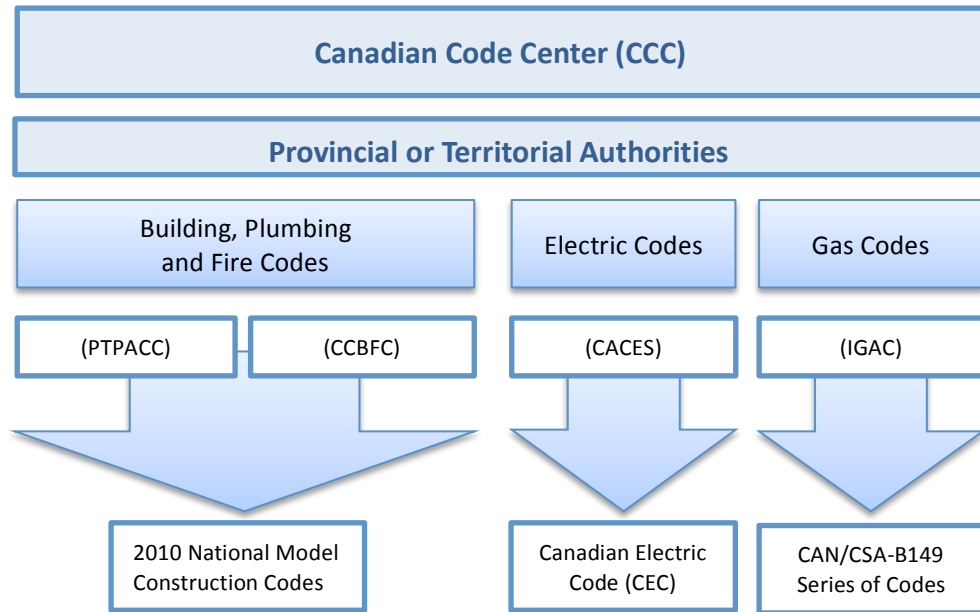 Canadian Code Center (CCC)
Provincial or Territorial Authorities
Building, Plumbing
and Fire Codes
Electric Codes
Gas Codes
(PTPACC)
(CCBFC)
(CACES)
(IGAC)
2010 National Model
Construction Codes
Canadian Electric
Code (CEC)
CAN/CSA-B149
Series of Codes